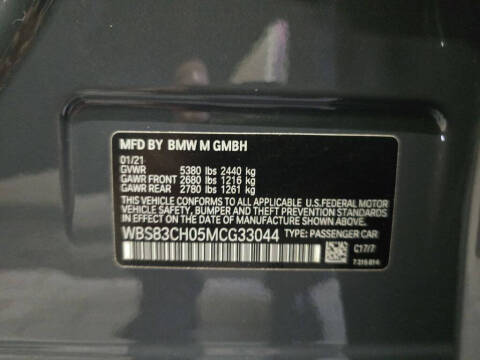 MFD BY BMW M GMBH
01/21
GVWR 5380 lbs 2440 kg
GAWR FRONT 2680 lbs 1216 kg
GAWR REAR 2780 lbs 1261 kg
THIS VEHICLE CONFORMS TO ALL APPLICABLE U.S.FEDERAL MOTOR
VEHICLE SAFETY, BUMPER, AND THEFT PREVENTION STANDARDS IN
EFFECT ON THE DATE OF MANUFACTURE SHOWN ABOVE.
WBS83CH05MCG33044 TYPE: PASSENGER CAR
C17/7